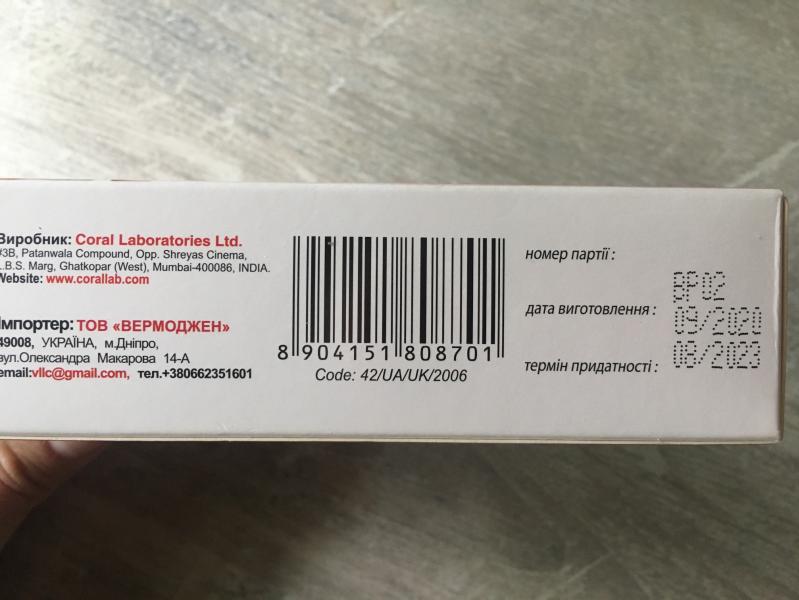 Виробник: Coral Laboratories Ltd.
#3B, Patanwala Compound, Opp. Shreyas Cinema,
L.B.S. Marg, Ghatkopar (West), Mumbai-400086, INDIA.
Website: www.corallab.com
Імпортер: ТОВ «ВЕРМОДЖЕН»
49008, УКРАЇНА, м.Дніпро,
вул.Олександра Макарова 14-А
email:vllc@gmail.com, тел.+380662351601
8 904151 808701
Code: 42/UA/UK/2006
номер партії :
дата виготовлення : 09/2020
термін придатності : 08/2023